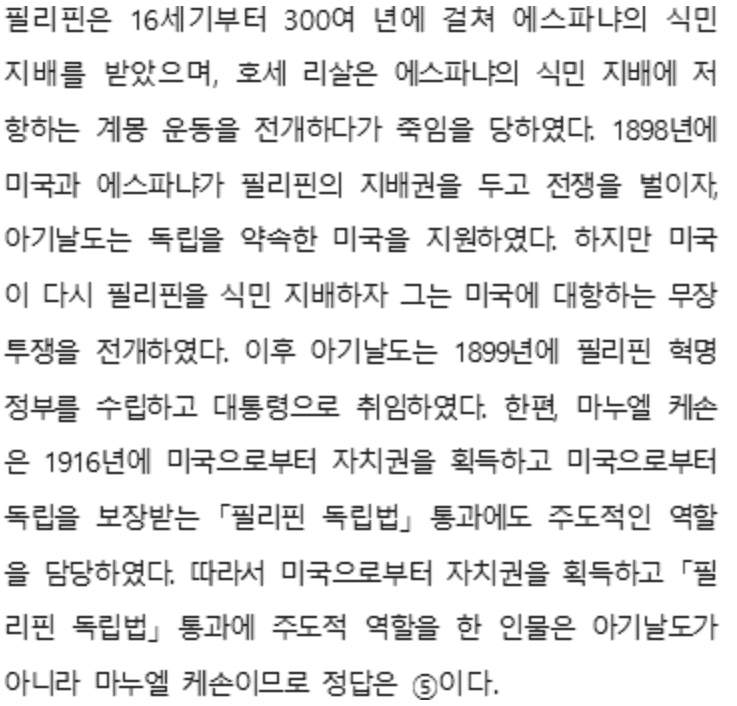 필리핀은 16세기부터 300여 년에 걸쳐 에스파냐의 식민
지배를 받았으며, 호세 리살은 에스파냐의 식민 지배에 저
항하는 계몽 운동을 전개하다가 죽임을 당하였다. 1898년에
미국과 에스파냐가 필리핀의 지배권을 두고 전쟁을 벌이자,
아기날도는 독립을 약속한 미국을 지원하였다. 하지만 미국
이 다시 필리핀을 식민 지배하자 그는 미국에 대항하는 무장
투쟁을 전개하였다. 이후 아기날도는 1899년에 필리핀 혁명
정부를 수립하고 대통령으로 취임하였다. 한편, 마누엘 케손
은 1916년에 미국으로부터 자치권을 획득하고 미국으로부터
독립을 보장받는 「필리핀 독립법」 통과에도 주도적인 역할
을 담당하였다. 따라서 미국으로부터 자치권을 획득하고 「필
리핀 독립법」 통과에 주도적 역할을 한 인물은 아기날도가
아니라 마누엘 케손이므로 정답은 ⑤이다.